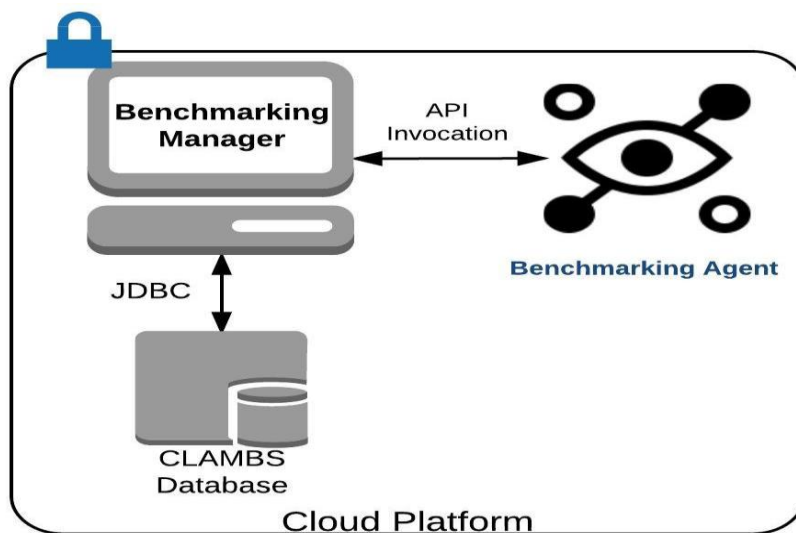 Benchmarking
Manager
API
Invocation
Benchmarking Agent
JDBC
CLAMBS
Database
Cloud Platform